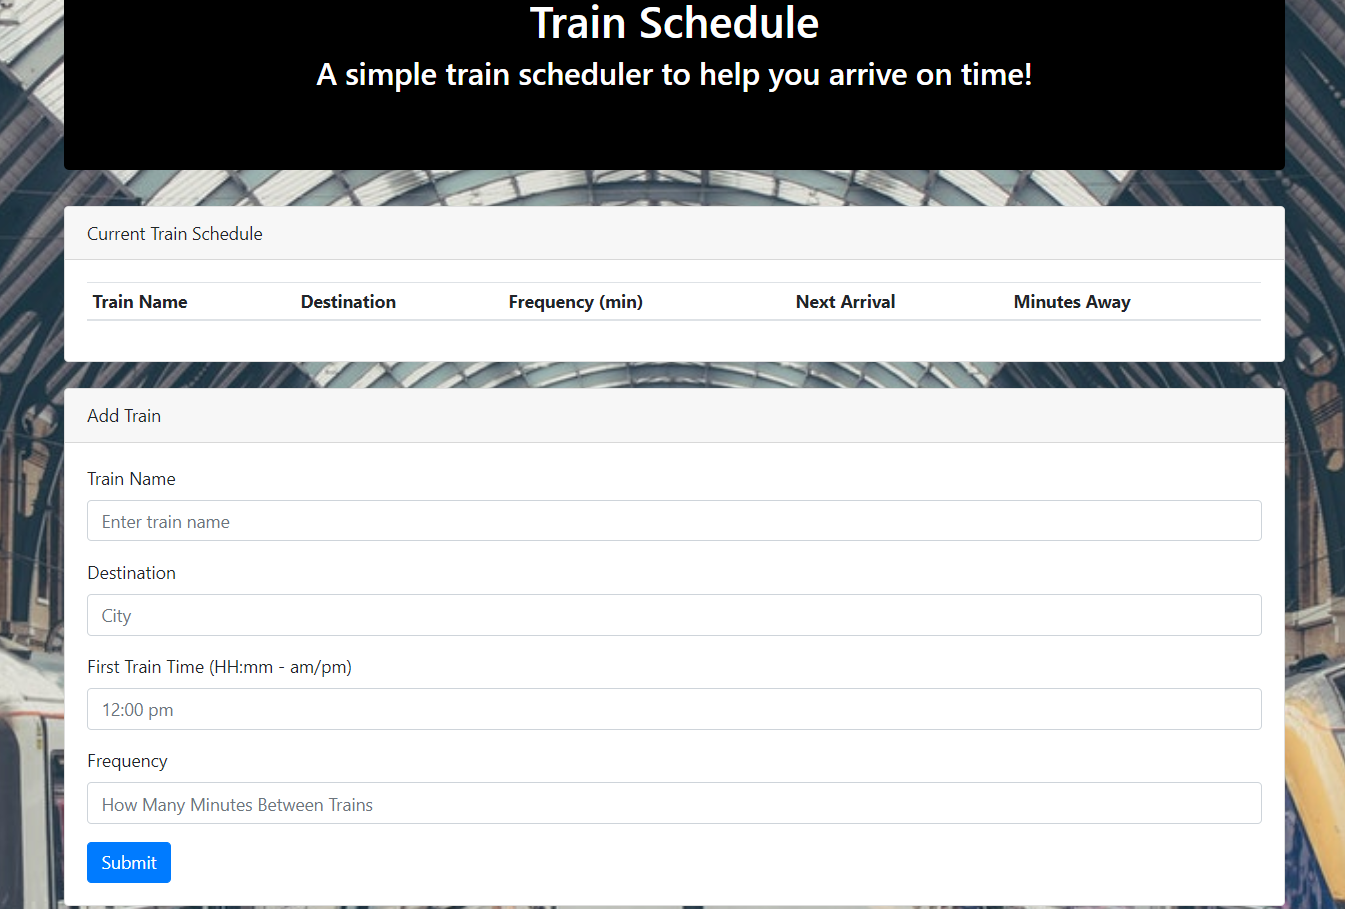 Train Schedule
A simple train scheduler to help you arrive on time!
Current Train Schedule
Train Name Destination Frequency (min) Next Arrival Minutes Away
Add Train
Train Name
Enter train name
Destination
City
First Train Time (HH:mm - am/pm)
12:00 pm
Frequency
How Many Minutes Between Trains
Submit